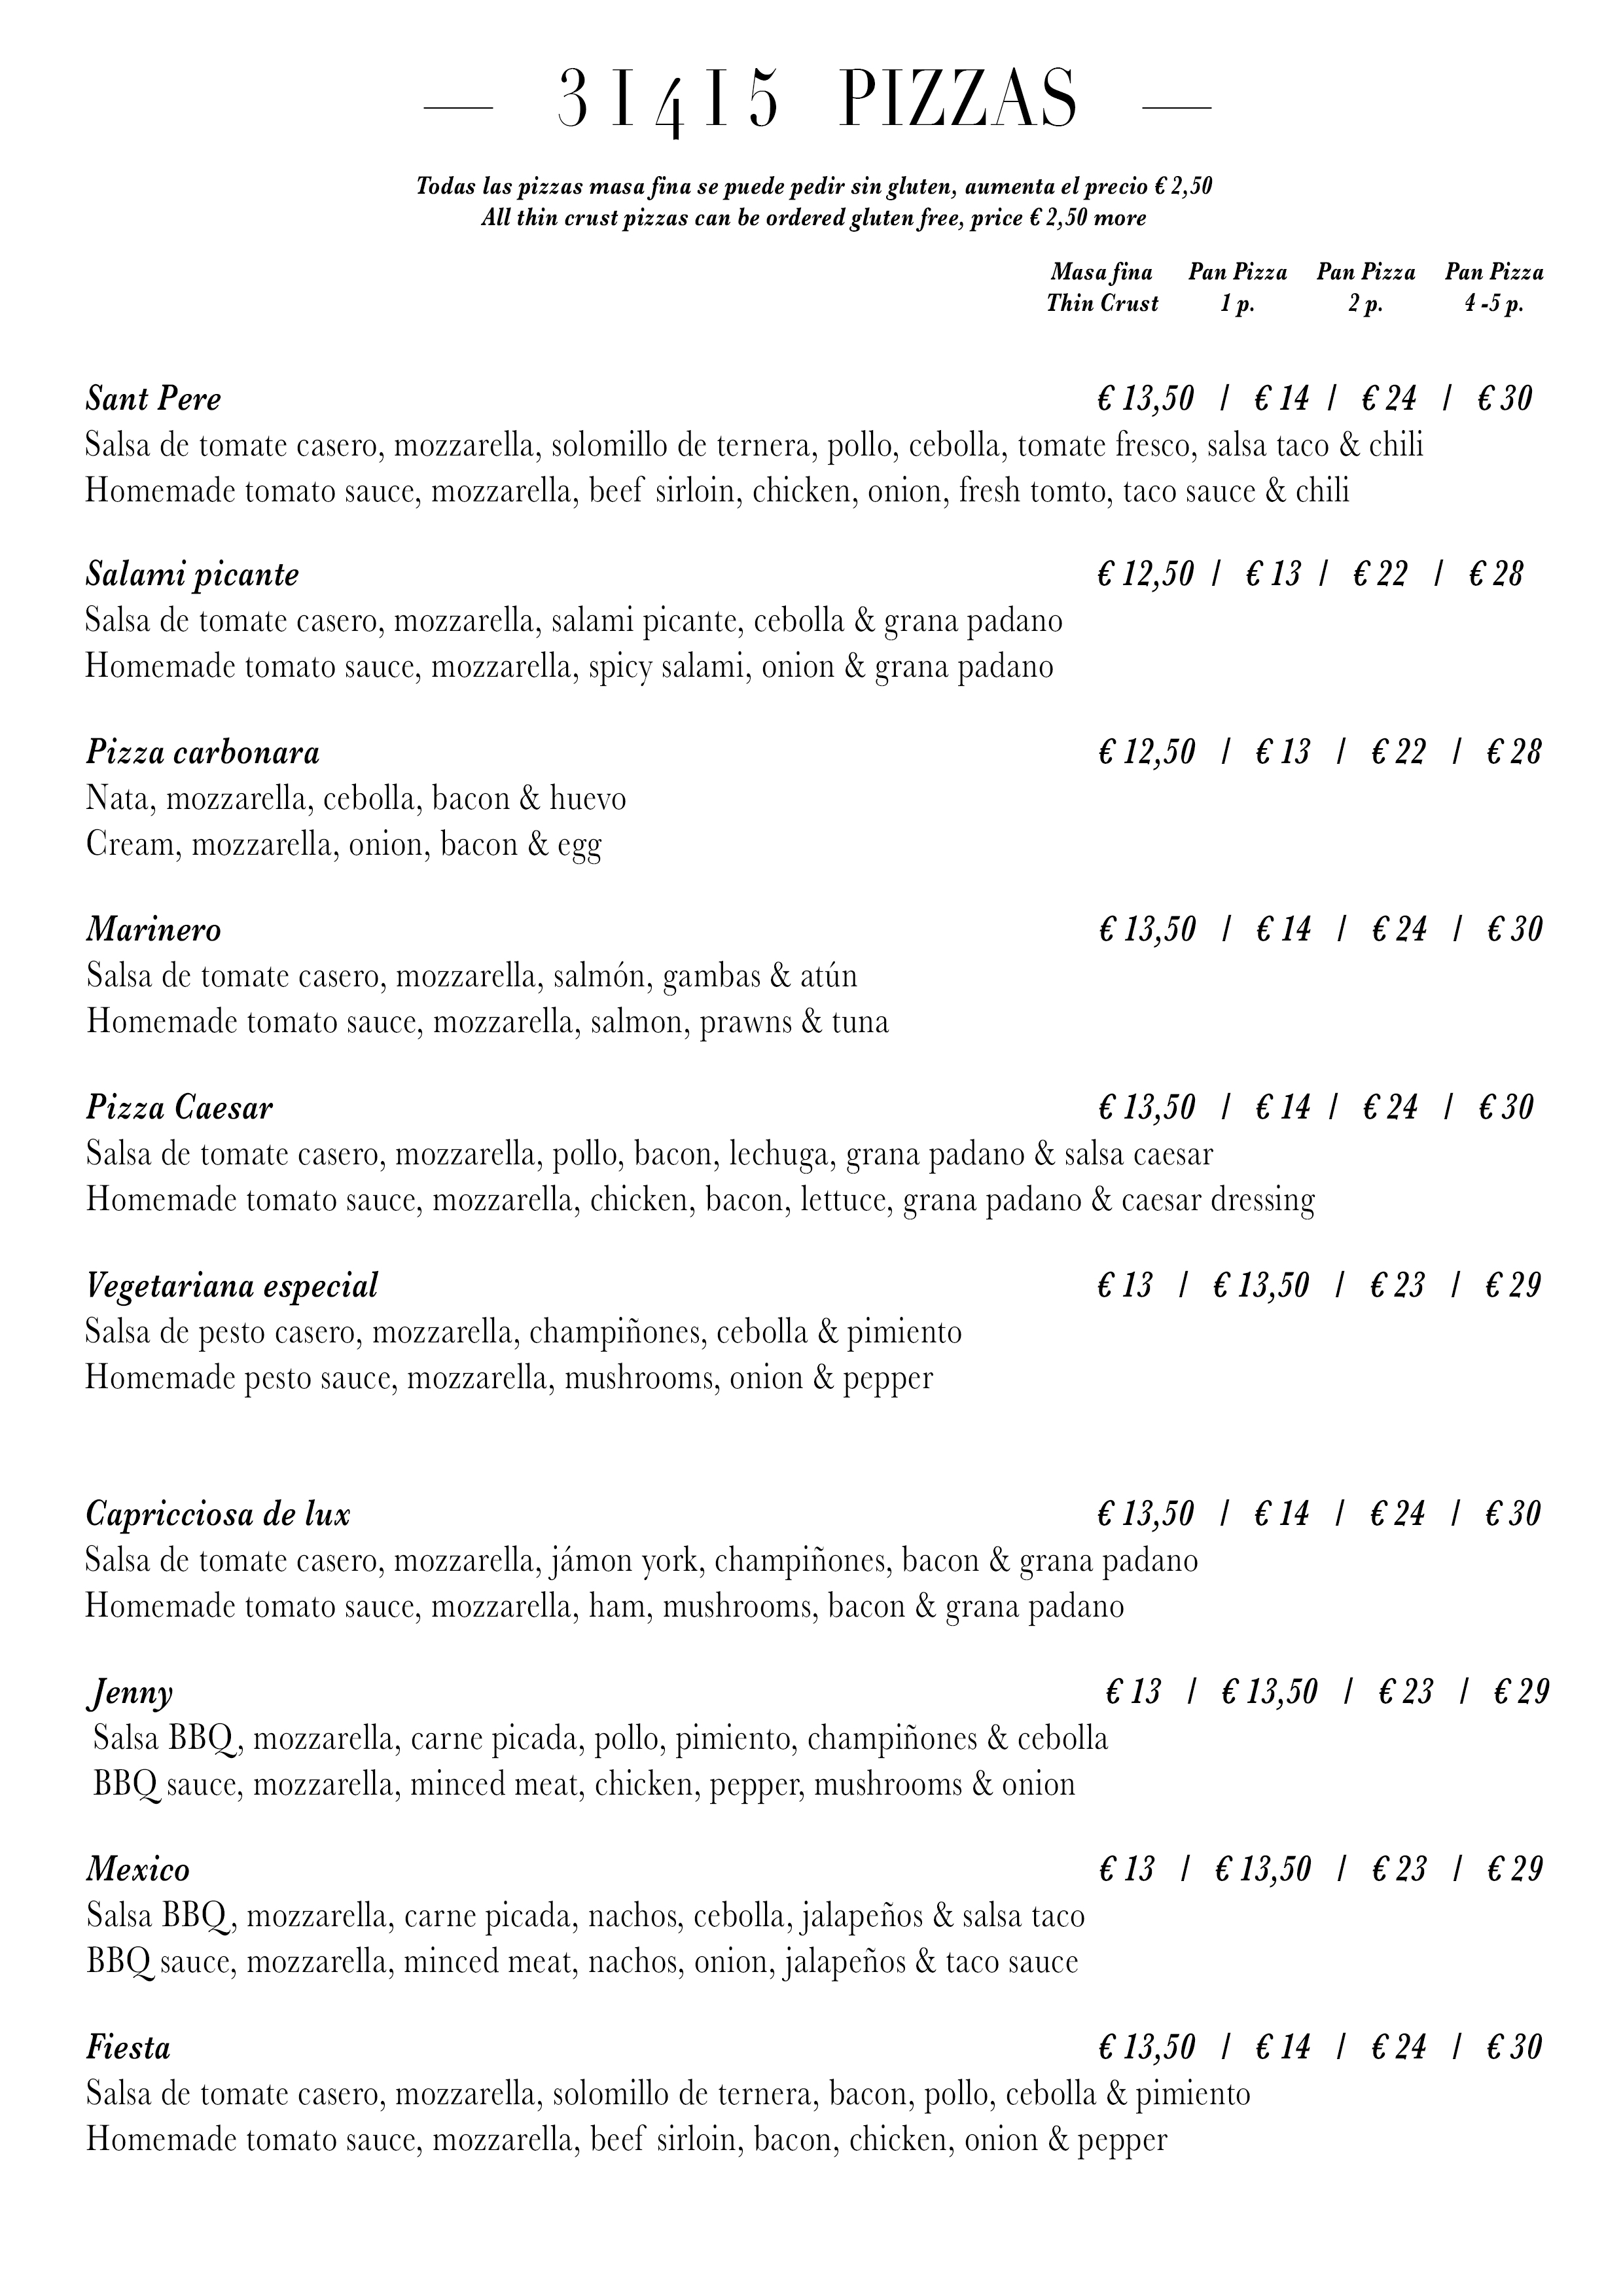 31415 PIZZAS
Todas las pizzas masa fina se puede pedir sin gluten, aumenta el precio € 2,50
All thin crust pizzas can be ordered gluten free, price € 2,50 more
Masa fina Pan Pizza Pan Pizza Pan Pizza
Thin Crust 1 p. 2 p. 4 -5 p.
Sant Pere € 13,50 / € 14 / € 24 / € 30
Salsa de tomate casero, mozzarella, solomillo de ternera, pollo, cebolla, tomate fresco, salsa taco & chili
Homemade tomato sauce, mozzarella, beef sirloin, chicken, onion, fresh tomto, taco sauce & chili
Salami picante € 12,50 / € 13 / € 22 / € 28
Salsa de tomate casero, mozzarella, salami picante, cebolla & grana padano
Homemade tomato sauce, mozzarella, spicy salami, onion & grana padano
Pizza carbonara € 12,50 / € 13 / € 22 / € 28
Nata, mozzarella, cebolla, bacon & huevo
Cream, mozzarella, onion, bacon & egg
Marinero € 13,50 / € 14 / € 24 / € 30
Salsa de tomate casero, mozzarella, salmón, gambas & atún
Homemade tomato sauce, mozzarella, salmon, prawns & tuna
Pizza Caesar € 13,50 / € 14 / € 24 / € 30
Salsa de tomate casero, mozzarella, pollo, bacon, lechuga, grana padano & salsa caesar
Homemade tomato sauce, mozzarella, chicken, bacon, lettuce, grana padano & caesar dressing
Vegetariana especial € 13 / € 13,50 / € 23 / € 29
Salsa de pesto casero, mozzarella, champiñones, cebolla & pimiento
Homemade pesto sauce, mozzarella, mushrooms, onion & pepper
Capricciosa de lux € 13,50 / € 14 / € 24 / € 30
Salsa de tomate casero, mozzarella, jámon york, champiñones, bacon & grana padano
Homemade tomato sauce, mozzarella, ham, mushrooms, bacon & grana padano
Jenny € 13 / € 13,50 / € 23 / € 29
Salsa BBQ, mozzarella, carne picada, pollo, pimiento, champiñones & cebolla
BBQ sauce, mozzarella, minced meat, chicken, pepper, mushrooms & onion
Mexico € 13 / € 13,50 / € 23 / € 29
Salsa BBQ, mozzarella, carne picada, nachos, cebolla, jalapeños & salsa taco
BBQ sauce, mozzarella, minced meat, nachos, onion, jalapeños & taco sauce
Fiesta € 13,50 / € 14 / € 24 / € 30
Salsa de tomate casero, mozzarella, solomillo de ternera, bacon, pollo, cebolla & pimiento
Homemade tomato sauce, mozzarella, beef sirloin, bacon, chicken, onion & pepper